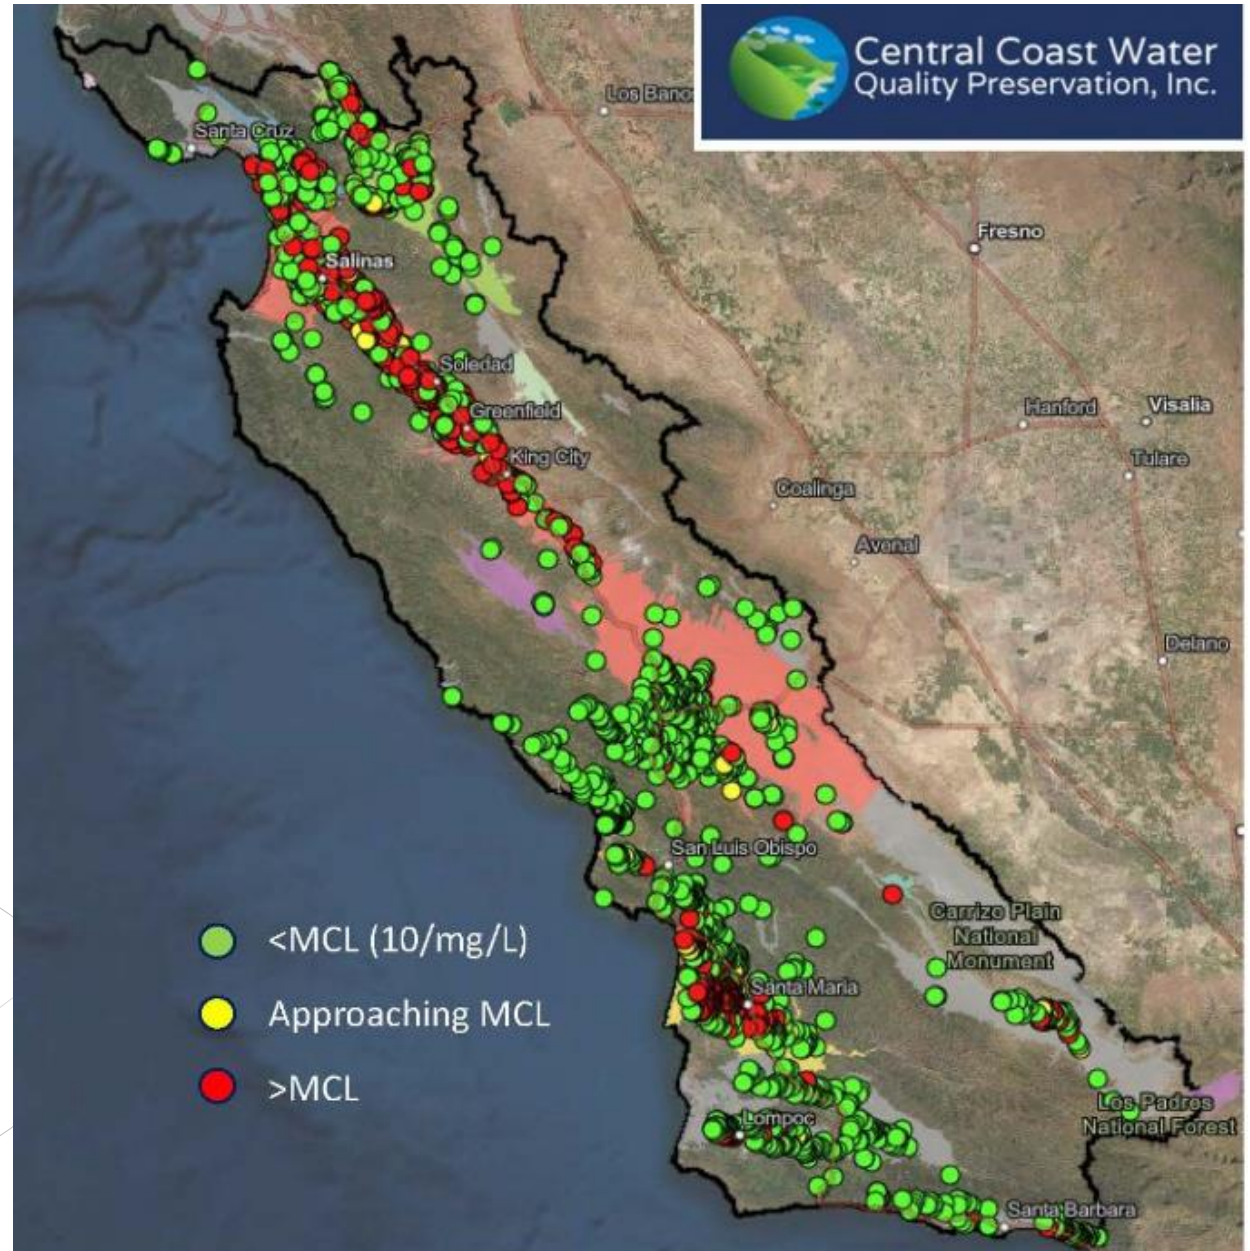 Central Coast Water
Quality Preservation, Inc.
Los Bano
Santa Cruz
Fresno
Salinas
Soledad
Greenfield
Hanford
Visalia
King City
Tulare
Coalinga
Avenal
Delano
San Luis Obispo
Carrizo Plain
National
Monument
<MCL (10/mg/L)
Santa Maria
Approaching MCL
>MCL
Los Padres
National Forest
Lompoc
Santa Barbara